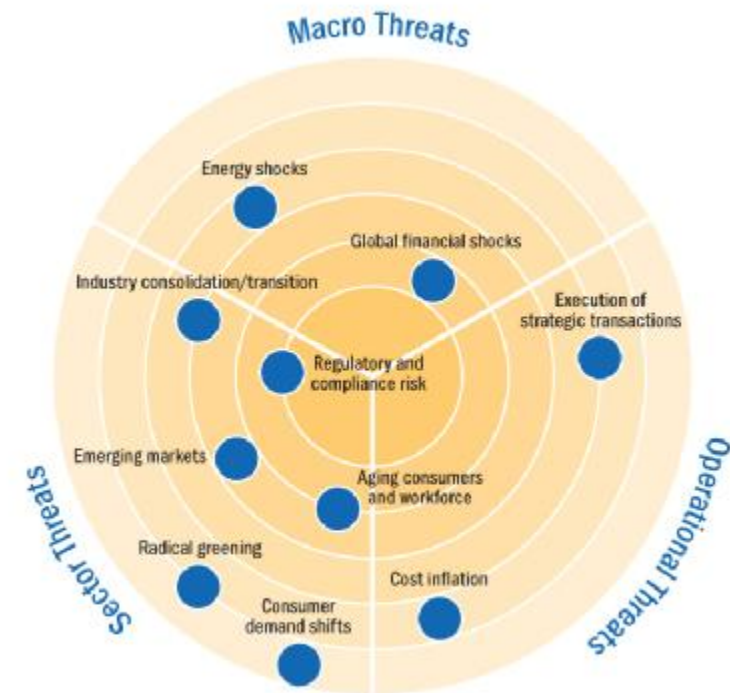 Macro Threats
Energy shocks
Global financial shocks
Industry consolidation/transition
Execution of
strategic transactions
Regulatory and
compliance risk
Emerging markets
Aging consumers
and workforce
Radical greening
Cost inflation
Consumer
demand shifts
Sector Threats
Operational Threats